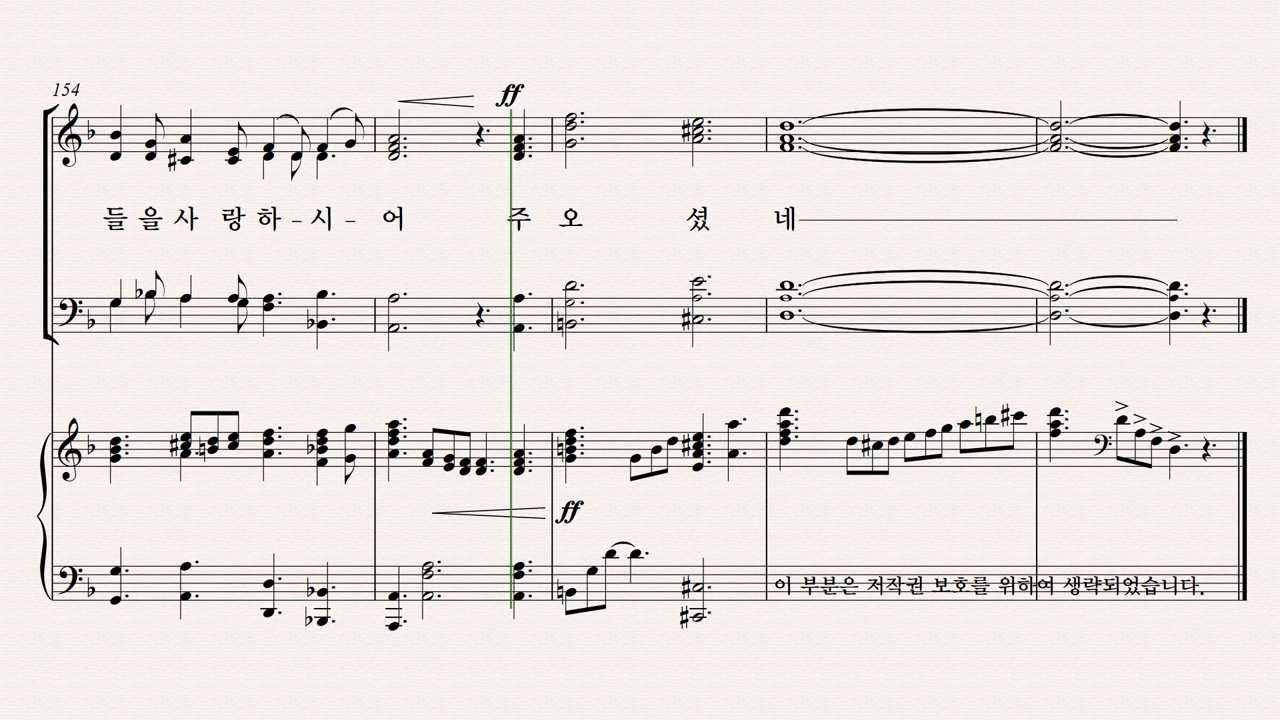 154
ff
들 을 사 랑 하 – 시 – 어 주 오 셨 네
ff
이 부분은 저작권 보호를 위하여 생략되었습니다.